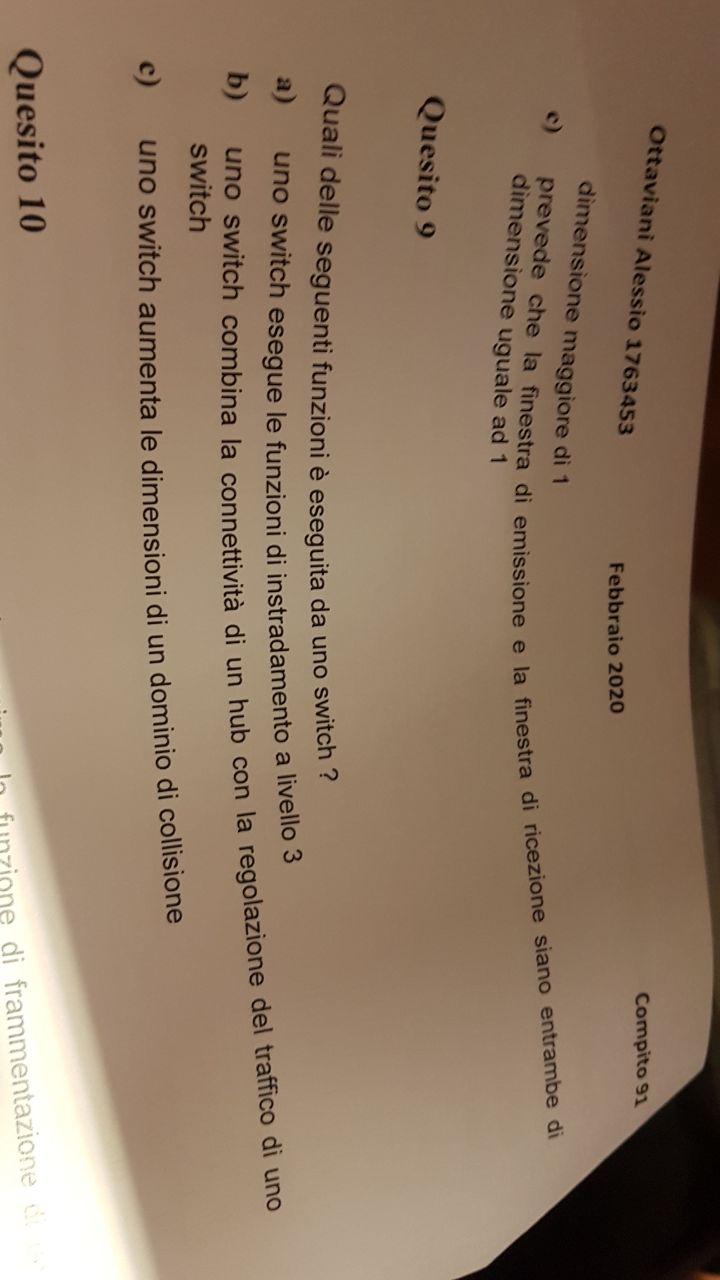 Ottaviani Alessio 1763453 Febbraio 2020 Compito 91
dimensione maggiore di 1
c) prevede che la finestra di emissione e la finestra di ricezione siano entrambe di
dimensione uguale ad 1
Quesito 9
Quali delle seguenti funzioni è eseguita da uno switch ?
a) uno switch esegue le funzioni di instradamento a livello 3
b) uno switch combina la connettività di un hub con la regolazione del traffico di uno
switch
c) uno switch aumenta le dimensioni di un dominio di collisione
Quesito 10
la funzione di frammentazione di